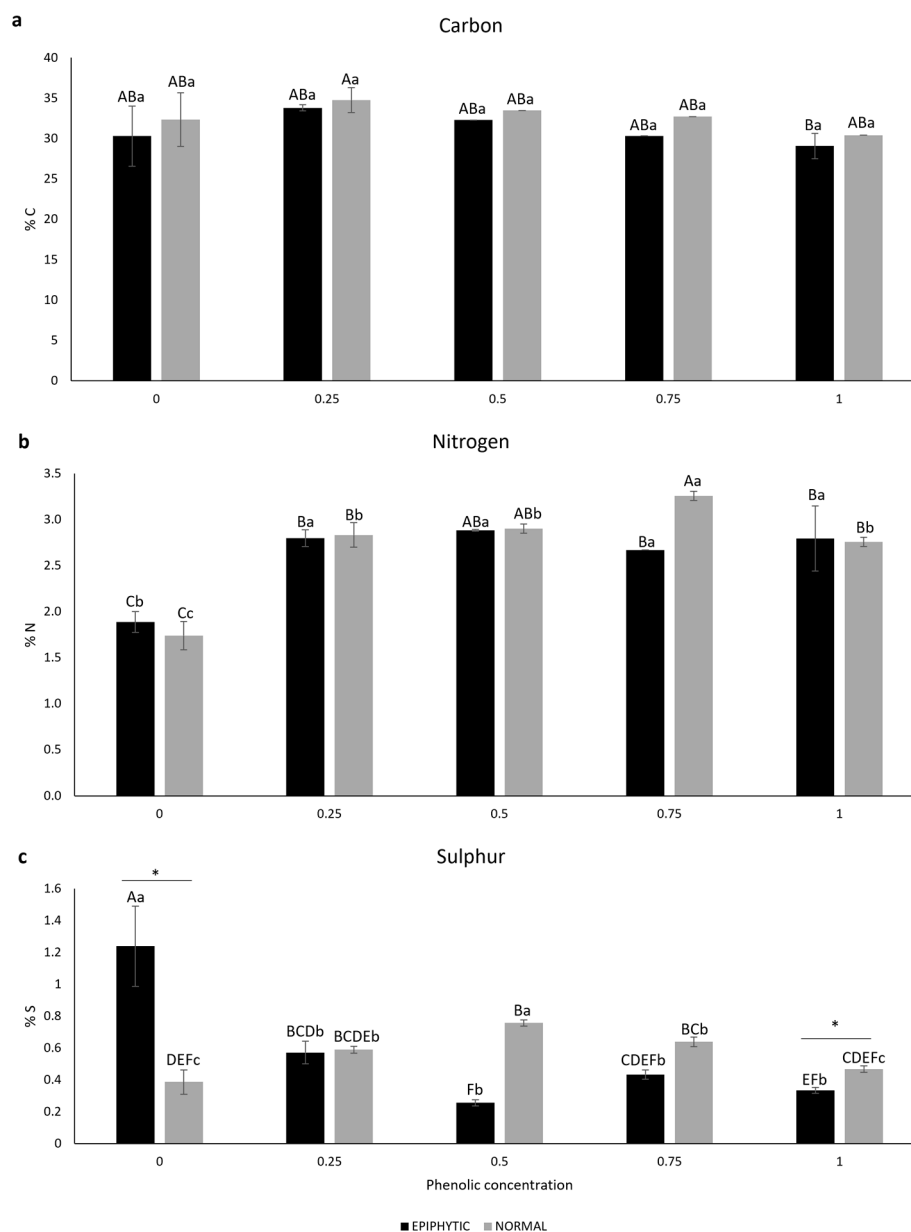 a
Carbon
40
35
30
25
20
15
10
5
0
% C
ABa ABa ABa Aa ABa ABa ABa ABa Ba ABa
0 0.25 0.5 0.75 1
b
Nitrogen
3.5
3.0
2.5
2.0
1.5
1.0
0.5
0.0
% N
Cb Cc Ba Bb ABa ABb Ba Aa Ba Bb
0 0.25 0.5 0.75 1
c
Sulphur
1.6
1.4
1.2
1
0.8
0.6
0.4
0.2
0
% S
* *
Aa DEFc BCDb BCDEb Fb Ba CDEFb BCb EFb CDEFc
0 0.25 0.5 0.75 1
Phenolic concentration
EPIPHYTIC NORMAL